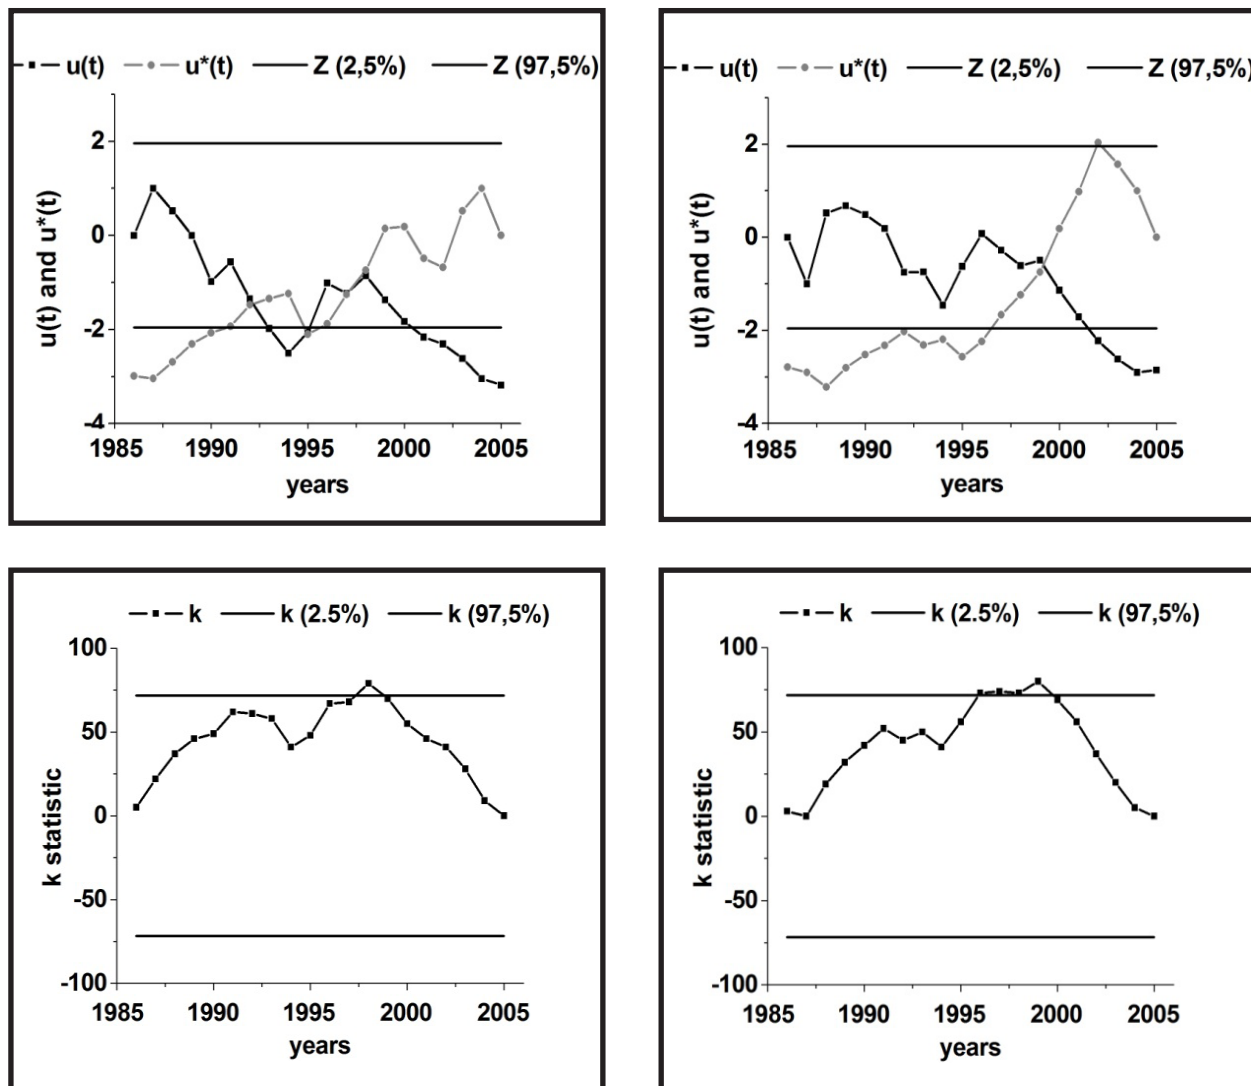 u(t) u*(t) Z (2,5%) Z (97,5%)
2
0
-2
-4
u(t) and u*(t)
1985 1990 1995 2000 2005
years
u(t) u*(t) Z (2,5%) Z (97,5%)
2
0
-2
-4
u(t) and u*(t)
1985 1990 1995 2000 2005
years
k k (2.5%) k (97,5%)
100
50
0
-50
-100
k statistic
1985 1990 1995 2000 2005
years
k k (2.5%) k (97,5%)
100
50
0
-50
-100
k statistic
1985 1990 1995 2000 2005
years